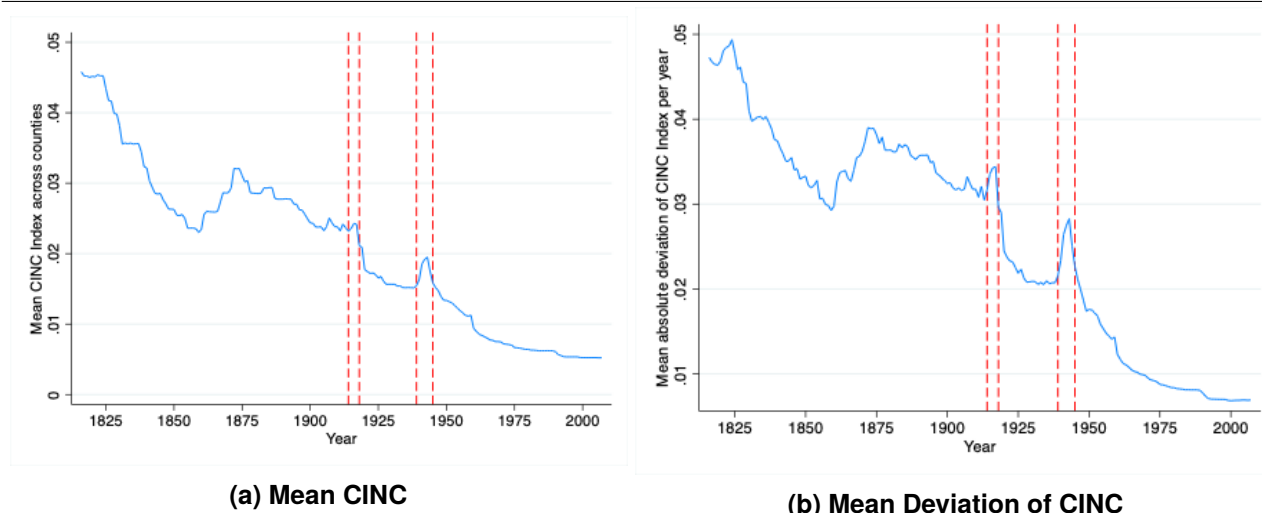 Mean CINC Index across counties
.05
.04
.03
.02
.01
0
1825 1850 1875 1900 1925 1950 1975 2000
Year
(a) Mean CINC
Mean absolute deviation of CINC Index per year
.05
.04
.03
.02
.01
1825 1850 1875 1900 1925 1950 1975 2000
Year
(b) Mean Deviation of CINC